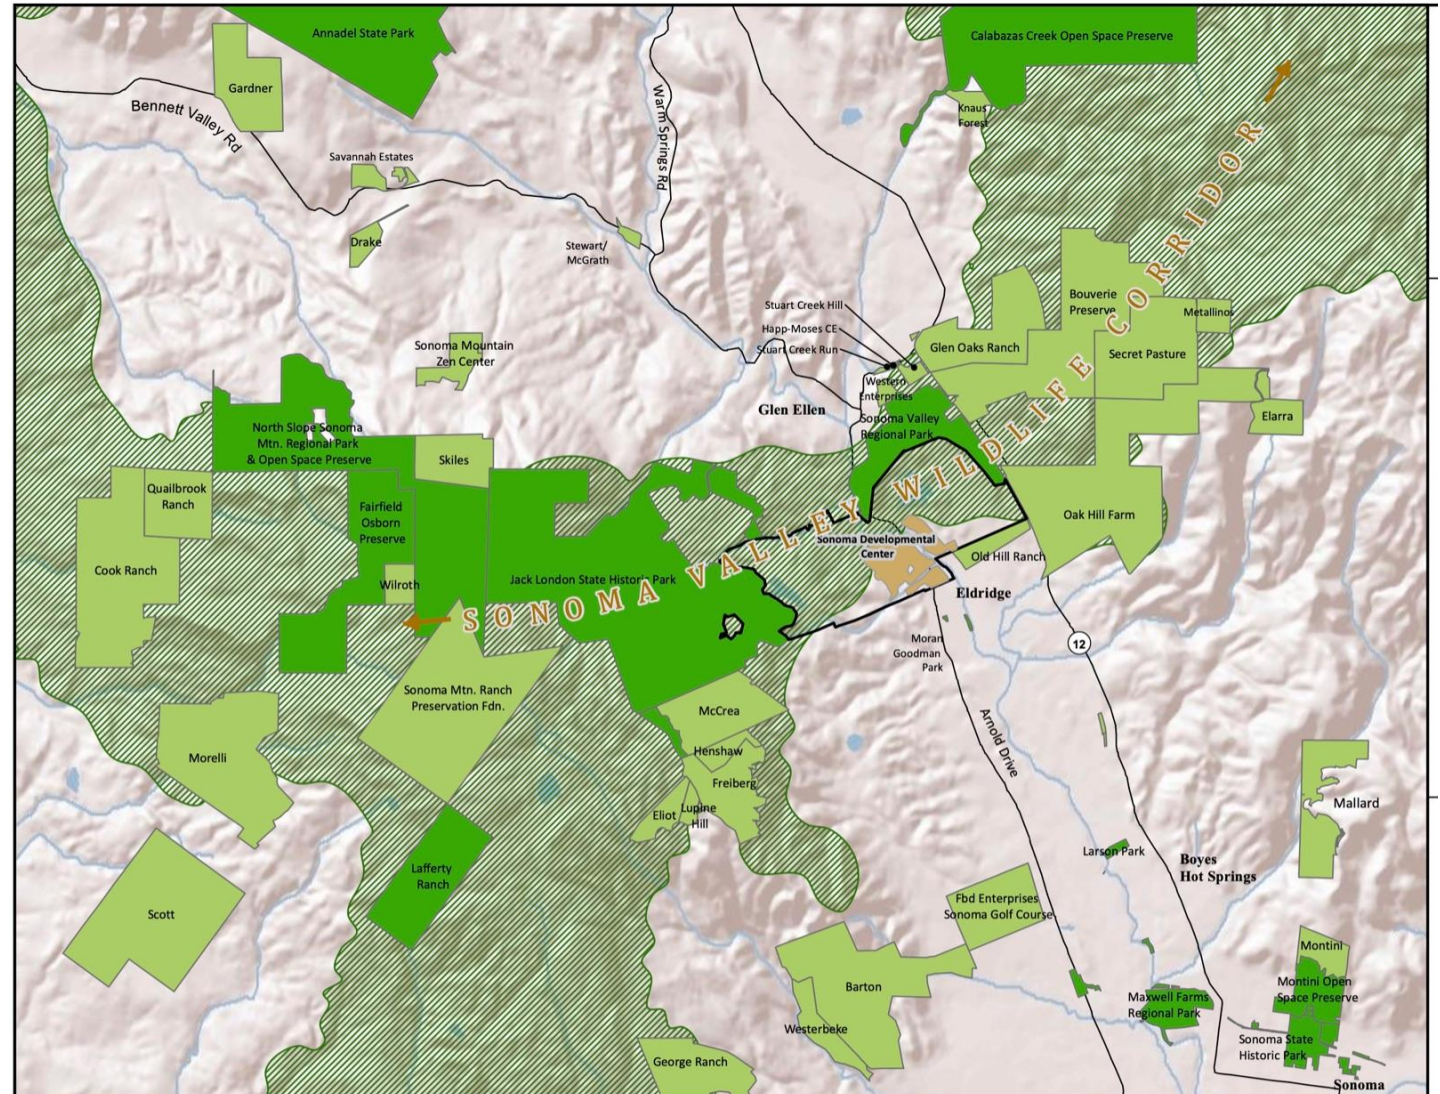 Annadel State Park
Calabazas Creek Open Space Preserve
Gardner
Bennett Valley Rd
Warm Springs Rd
Knaus
Forest
Savannah Estates
Drake
Stewart/
McGrath
Stuart Creek Hill
Happ-Moses CE
Stuart Creek Run
Bouverie
Preserve
Metallinos
Glen Oaks Ranch
Secret Pasture
Sonoma Mountain
Zen Center
Western
Enterprises
Glen Ellen
Sonoma Valley
Regional Park
Elarra
North Slope Sonoma
Mtn. Regional Park
& Open Space Preserve
Skiles
Quailbrook
Ranch
Fairfield
Osborn
Preserve
Oak Hill Farm
Sonoma Developmental
Center
Old Hill Ranch
Cook Ranch
Wilroth
Jack London State Historic Park
SONOMA VALLEY WILDLIFE CORRIDOR
Eldridge
Moran
Goodman
Park
12
Sonoma Mtn. Ranch
Preservation Fdn.
McCrea
Arnold Drive
Morelli
Henshaw
Freiberg
Eliot
Lupine
Hill
Mallard
Larson Park
Boyes
Hot Springs
Lafferty
Ranch
Scott
Fbd Enterprises
Sonoma Golf Course
Montini
Barton
Montini Open
Space Preserve
Maxwell Farms
Regional Park
Westerbeke
Sonoma State
Historic Park
George Ranch
Sonoma